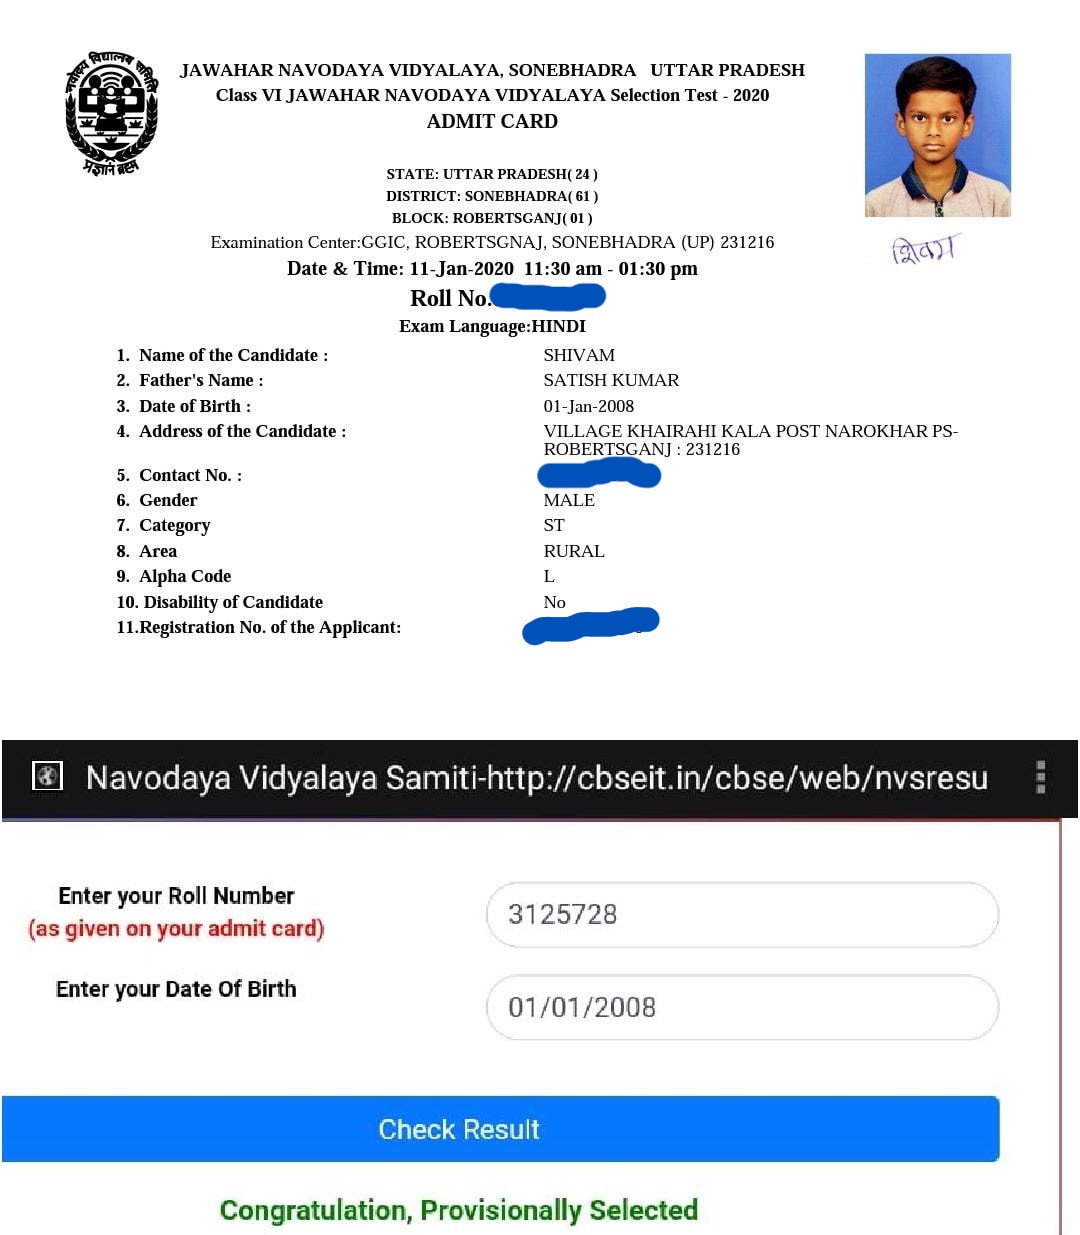 नवोदय विद्यालय समिति
प्रज्ञानं ब्रह्म
JAWAHAR NAVODAYA VIDYALAYA, SONEBHADRA UTTAR PRADESH
Class VI JAWAHAR NAVODAYA VIDYALAYA Selection Test - 2020
ADMIT CARD
STATE: UTTAR PRADESH( 24 )
DISTRICT: SONEBHADRA( 61 )
BLOCK: ROBERTSGANJ( 01 )
Examination Center:GGIC, ROBERTSGNAJ, SONEBHADRA (UP) 231216
शिवम
Date & Time: 11-Jan-2020 11:30 am - 01:30 pm
Roll No.
Exam Language:HINDI
1. Name of the Candidate : SHIVAM
2. Father's Name : SATISH KUMAR
3. Date of Birth : 01-Jan-2008
4. Address of the Candidate : VILLAGE KHAIRAHI KALA POST NAROKHAR PS-
ROBERTSGANJ : 231216
5. Contact No. :
6. Gender MALE
7. Category ST
8. Area RURAL
9. Alpha Code L
10. Disability of Candidate No
11.Registration No. of the Applicant:
Navodaya Vidyalaya Samiti-http://cbseit.in/cbse/web/nvsresu
Enter your Roll Number 3125728
(as given on your admit card)
Enter your Date Of Birth 01/01/2008
Check Result
Congratulation, Provisionally Selected